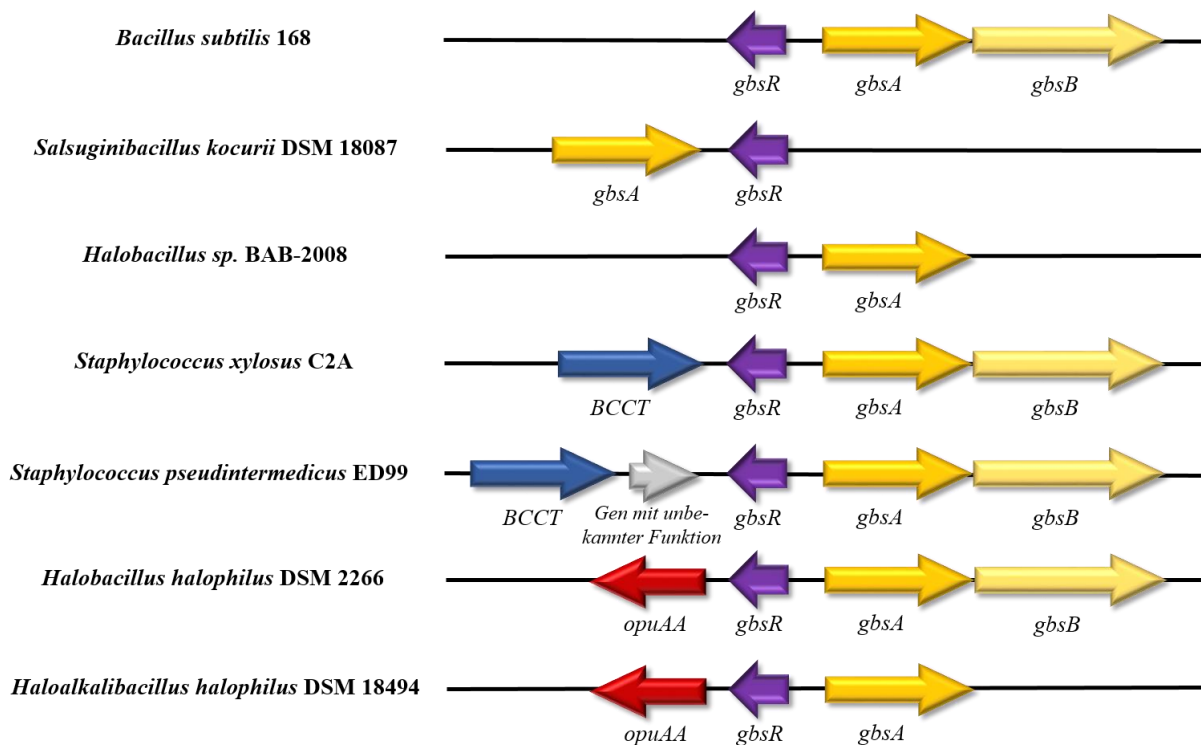 Bacillus subtilis 168
gbsR gbsA gbsB
Salsuginibacillus kocurii DSM 18087
gbsA gbsR
Halobacillus sp. BAB-2008
gbsR gbsA
Staphylococcus xylosus C2A
BCCT gbsR gbsA gbsB
Staphylococcus pseudintermedicus ED99
BCCT Gen mit unbe- gbsR gbsA gbsB
kannter Funktion
Halobacillus halophilus DSM 2266
opuAA gbsR gbsA gbsB
Haloalkalibacillus halophilus DSM 18494
opuAA gbsR gbsA